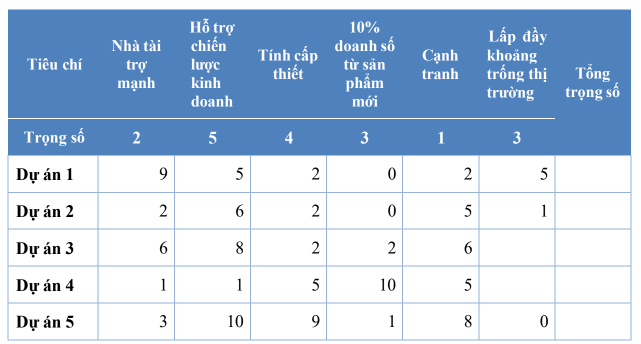 Tiêu chí
Nhà tài
trợ
mạnh
Hỗ trợ
chiến
lược
kinh
doanh
Tính cấp
thiết
10%
doanh số
từ sản
phẩm
mới
Cạnh
tranh
Lấp đầy
khoảng
trống thị
trường
Tổng
trọng số
Trọng số 2 5 4 3 1 3
Dự án 1 9 5 2 0 2 5
Dự án 2 2 6 2 0 5 1
Dự án 3 6 8 2 2 6
Dự án 4 1 1 5 10 5
Dự án 5 3 10 9 1 8 0